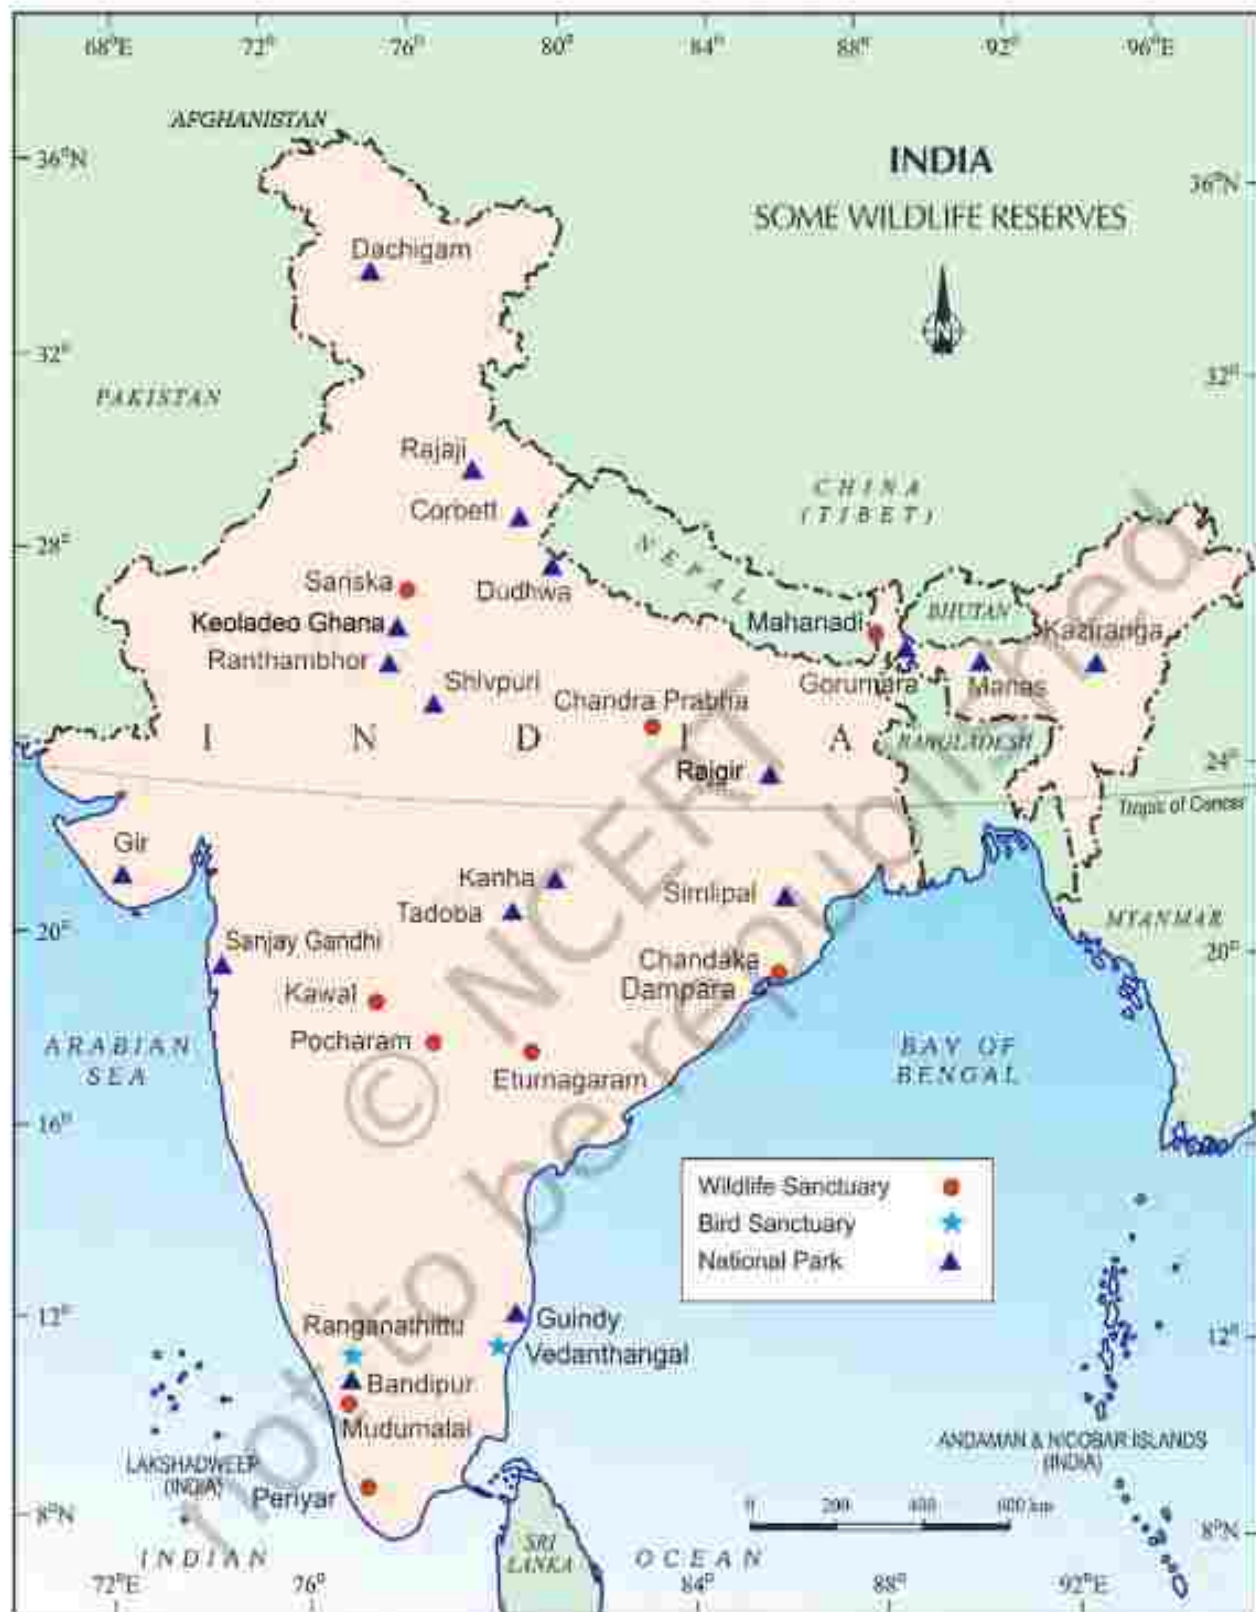 68°E 72° 76° 80° 84° 88° 92° 96°E
AFGHANISTAN
36°N
INDIA
36°N
SOME WILDLIFE RESERVES
Dachigam
N
32°
32°
PAKISTAN
Rajaji
CHINA
(TIBET)
Corbett
28°
NEPAL
Sariska
Dudhwa
BHUTAN
Keoladeo Ghana
Mahanadi
Kaziranga
Ranthambhor
Shivpuri
Gorumara
Manas
Chandra Prabha
I N D I A
BANGLADESH
Rajgir
24°
Tropic of Cancer
Gir
Kanha
Simlipal
Tadoba
MYANMAR
20°
20°
Sanjay Gandhi
Chandaka
Dampara
Kawal
Pocharam
ARABIAN
SEA
BAY OF
BENGAL
Eturnagaram
16°
Wildlife Sanctuary
Bird Sanctuary
National Park
12°
12°
Ranganathittu
Guindy
Vedanthangal
Bandipur
Mudumalai
LAKSHADWEEP
(INDIA)
ANDAMAN & NICOBAR ISLANDS
(INDIA)
Periyar
0 200 400 600 km
8°N
8°N
INDIAN
SRI
LANKA
OCEAN
72°E 76° 84° 88° 92°E
© NCERT
not to be republished